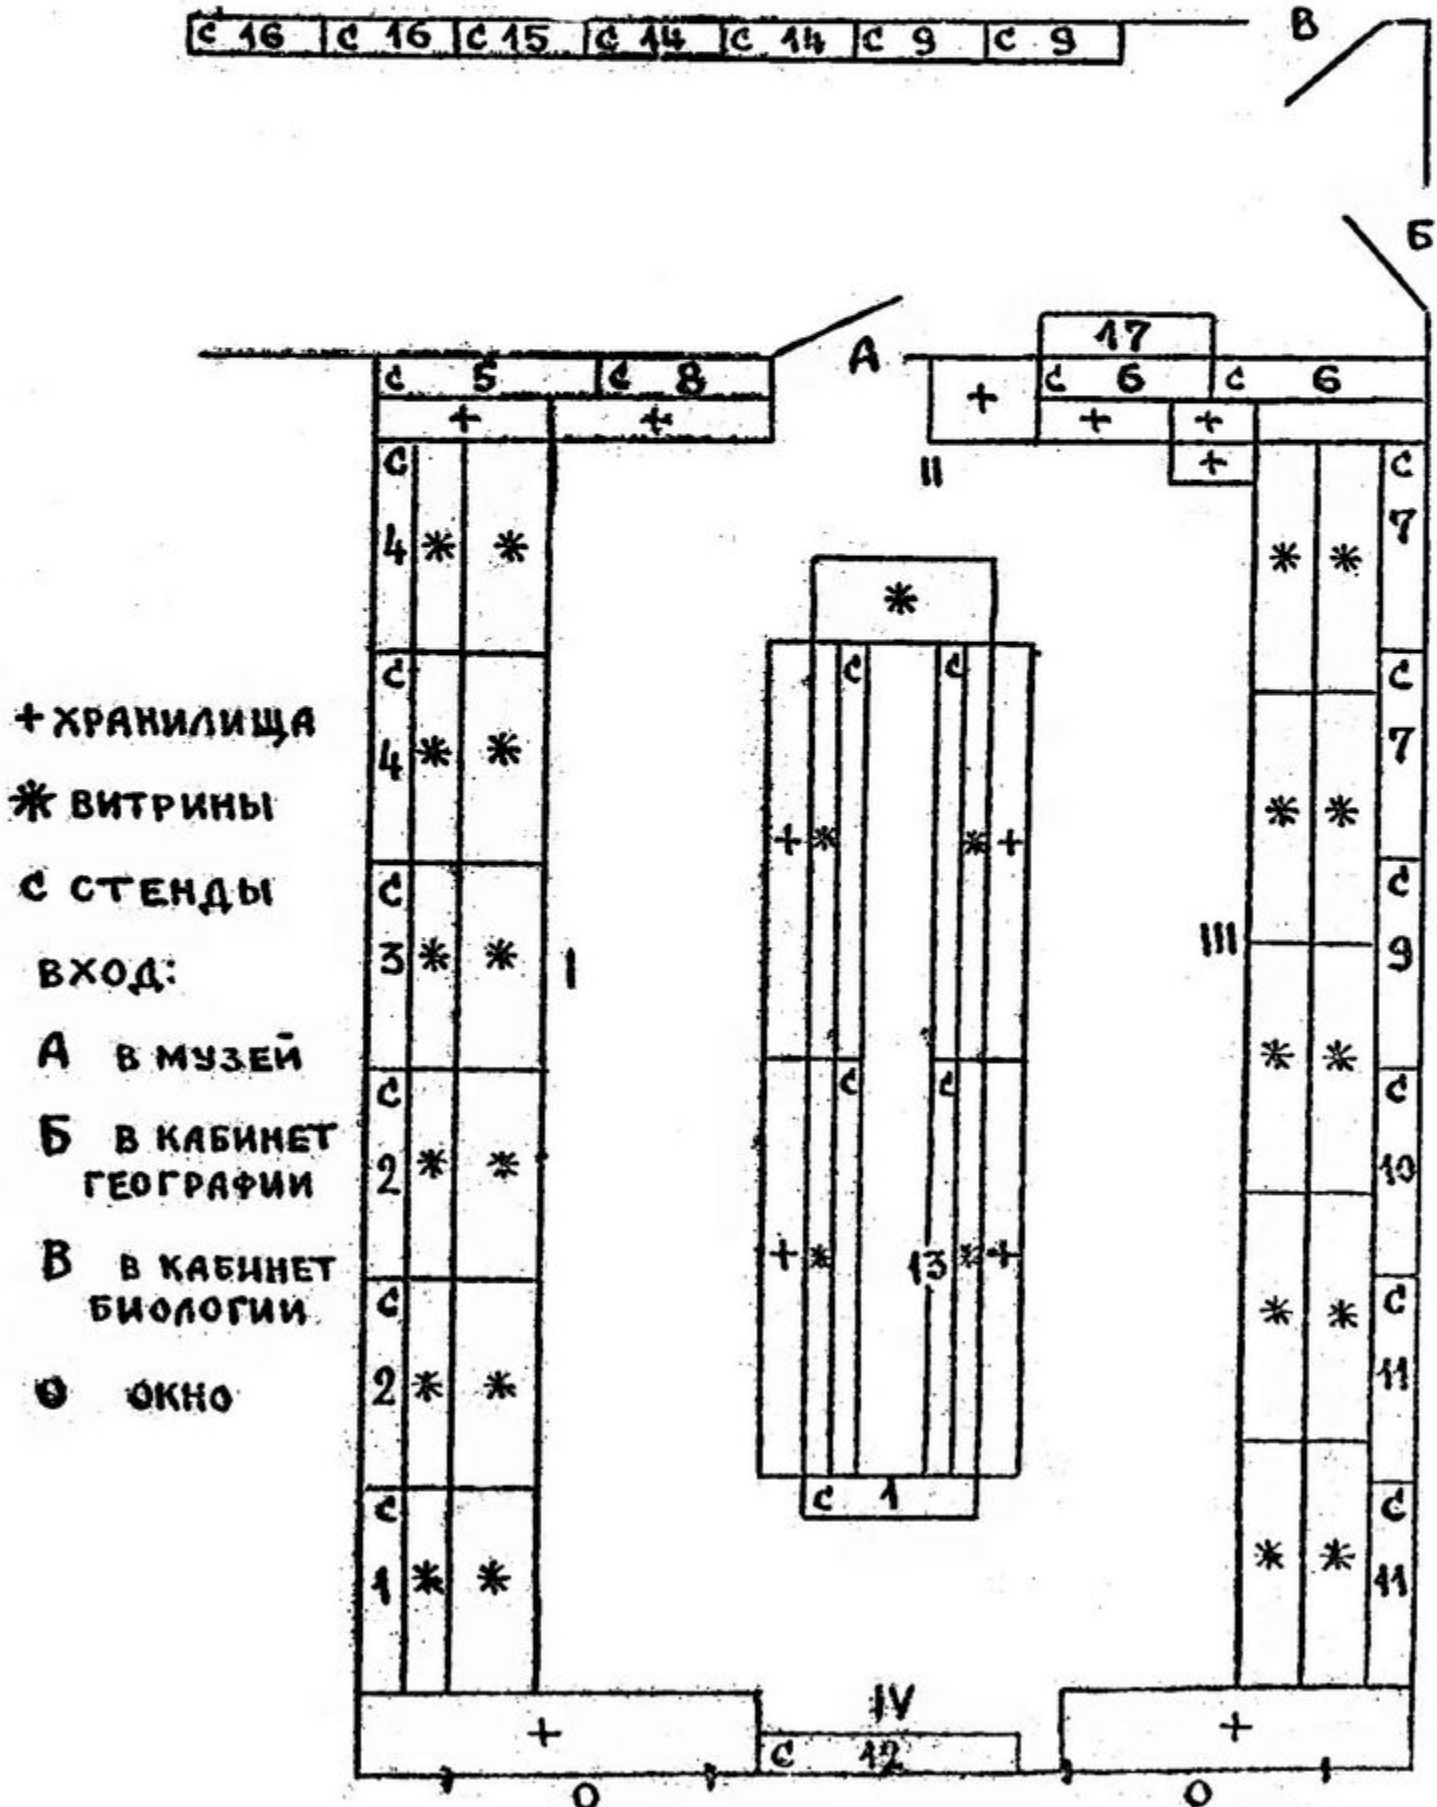 С 16 С 16 С 15 С 14 С 14 С 9 С 9
В
Б
А
17
С 5 С 8
С 6 С 6
+ +
+ + +
+
II
С 4 * *
С 4 * *
С 3 * *
С 2 * *
С 2 * *
С 1 * *
I
*
С С
+ * * +
С С
+ * 13 * +
С 1
III
* * С 7
* * С 7
* * С 9
* * С 10
* * С 11
С 11
+ ХРАНИЛИЩА
* ВИТРИНЫ
С СТЕНДЫ
ВХОД:
А В МУЗЕЙ
Б В КАБИНЕТ
ГЕОГРАФИИ
В В КАБИНЕТ
БИОЛОГИИ
О ОКНО
IV
+ С 12 +
О О